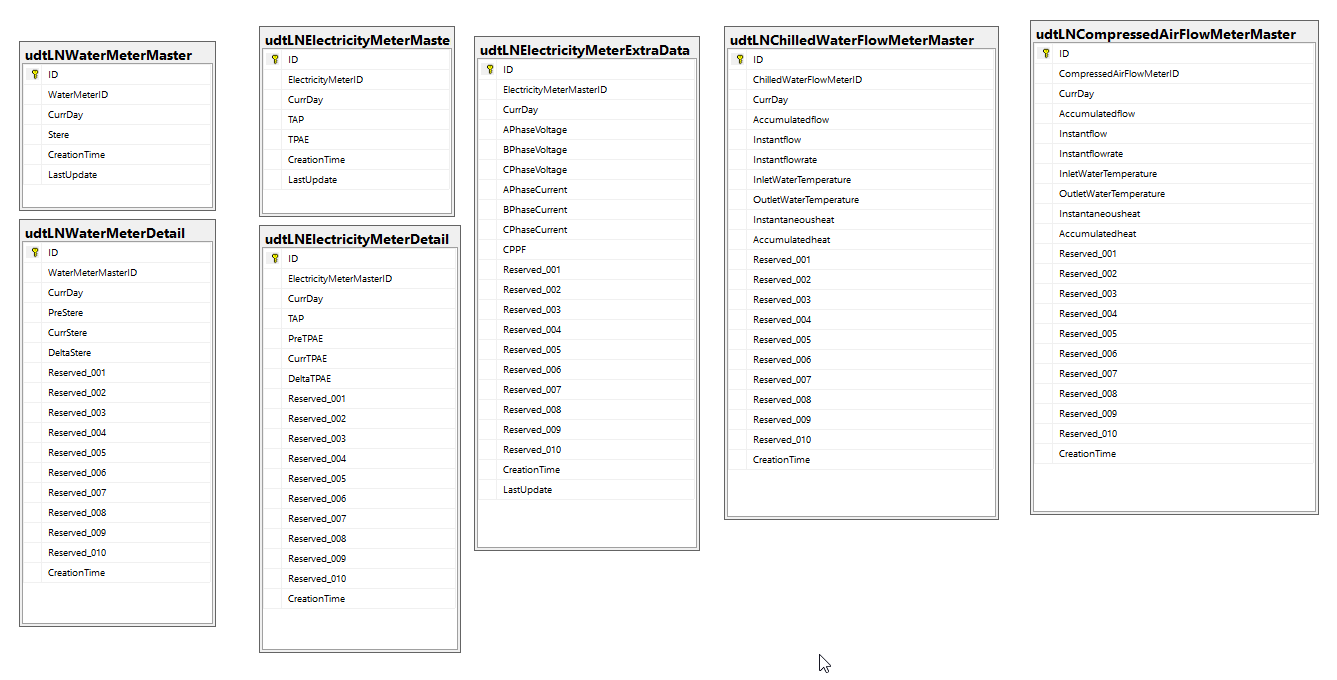 udtLNWaterMeterMaster
ID
WaterMeterID
CurrDay
Stere
CreationTime
LastUpdate
udtLNWaterMeterDetail
ID
WaterMeterMasterID
CurrDay
PreStere
CurrStere
DeltaStere
Reserved_001
Reserved_002
Reserved_003
Reserved_004
Reserved_005
Reserved_006
Reserved_007
Reserved_008
Reserved_009
Reserved_010
CreationTime
udtLNElectricityMeterMaste
ID
ElectricityMeterID
CurrDay
TAP
TPAE
CreationTime
LastUpdate
udtLNElectricityMeterDetail
ID
ElectricityMeterMasterID
CurrDay
TAP
PreTPAE
CurrTPAE
DeltaTPAE
Reserved_001
Reserved_002
Reserved_003
Reserved_004
Reserved_005
Reserved_006
Reserved_007
Reserved_008
Reserved_009
Reserved_010
CreationTime
udtLNElectricityMeterExtraData
ID
ElectricityMeterMasterID
CurrDay
APhaseVoltage
BPhaseVoltage
CPhaseVoltage
APhaseCurrent
BPhaseCurrent
CPhaseCurrent
CPPF
Reserved_001
Reserved_002
Reserved_003
Reserved_004
Reserved_005
Reserved_006
Reserved_007
Reserved_008
Reserved_009
Reserved_010
CreationTime
LastUpdate
udtLNChilledWaterFlowMeterMaster
ID
ChilledWaterFlowMeterID
CurrDay
Accumulatedflow
Instantflow
Instantflowrate
InletWaterTemperature
OutletWaterTemperature
Instantaneousheat
Accumulatedheat
Reserved_001
Reserved_002
Reserved_003
Reserved_004
Reserved_005
Reserved_006
Reserved_007
Reserved_008
Reserved_009
Reserved_010
CreationTime
udtLNCompressedAirFlowMeterMaster
ID
CompressedAirFlowMeterID
CurrDay
Accumulatedflow
Instantflow
Instantflowrate
InletWaterTemperature
OutletWaterTemperature
Instantaneousheat
Accumulatedheat
Reserved_001
Reserved_002
Reserved_003
Reserved_004
Reserved_005
Reserved_006
Reserved_007
Reserved_008
Reserved_009
Reserved_010
CreationTime